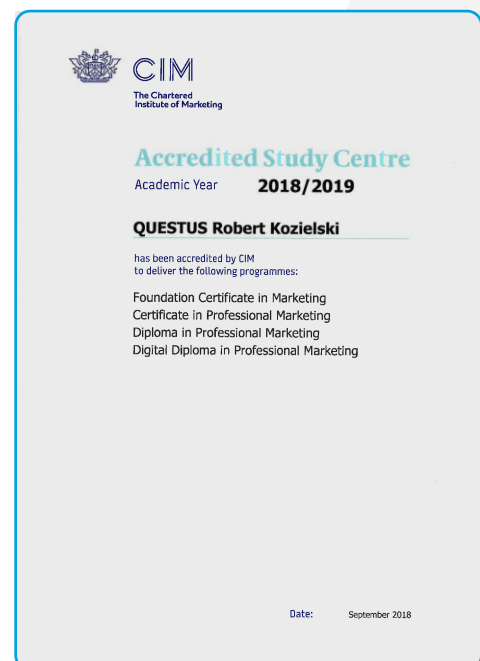 CIM
The Chartered
Institute of Marketing
Accredited Study Centre
Academic Year 2018/2019
QUESTUS Robert Kozielski
has been accredited by CIM
to deliver the following programmes:
Foundation Certificate in Marketing
Certificate in Professional Marketing
Diploma in Professional Marketing
Digital Diploma in Professional Marketing
Date: September 2018